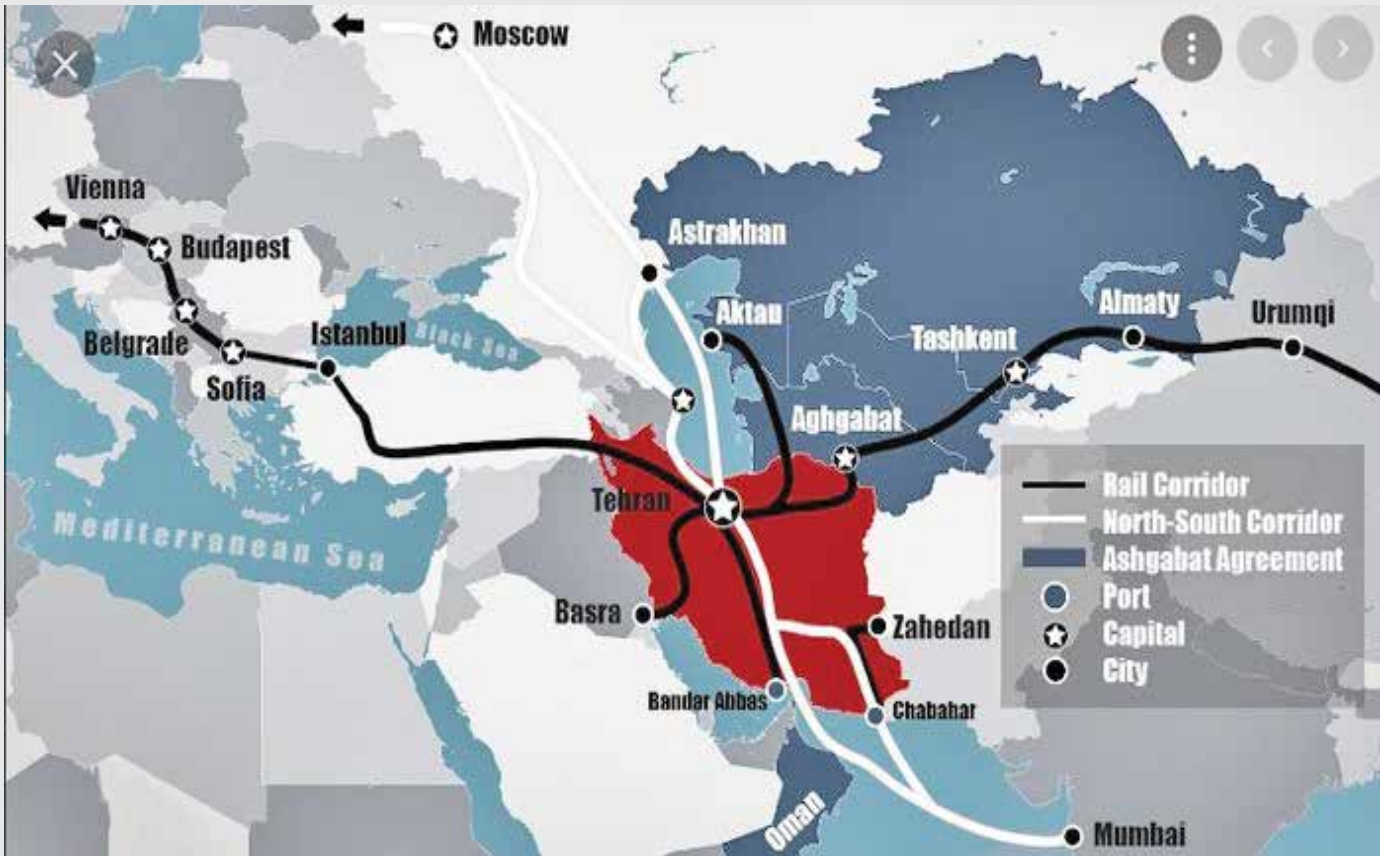 Moscow
Vienna
Budapest
Belgrade
Sofia
Istanbul
Black Sea
Astrakhan
Aktau
Tashkent
Almaty
Urumqi
Aghgabat
Tehran
Mediterranean Sea
Basra
Zahedan
Bandar Abbas
Chabahar
Oman
Mumbai
Rail Corridor
North-South Corridor
Ashgabat Agreement
Port
Capital
City